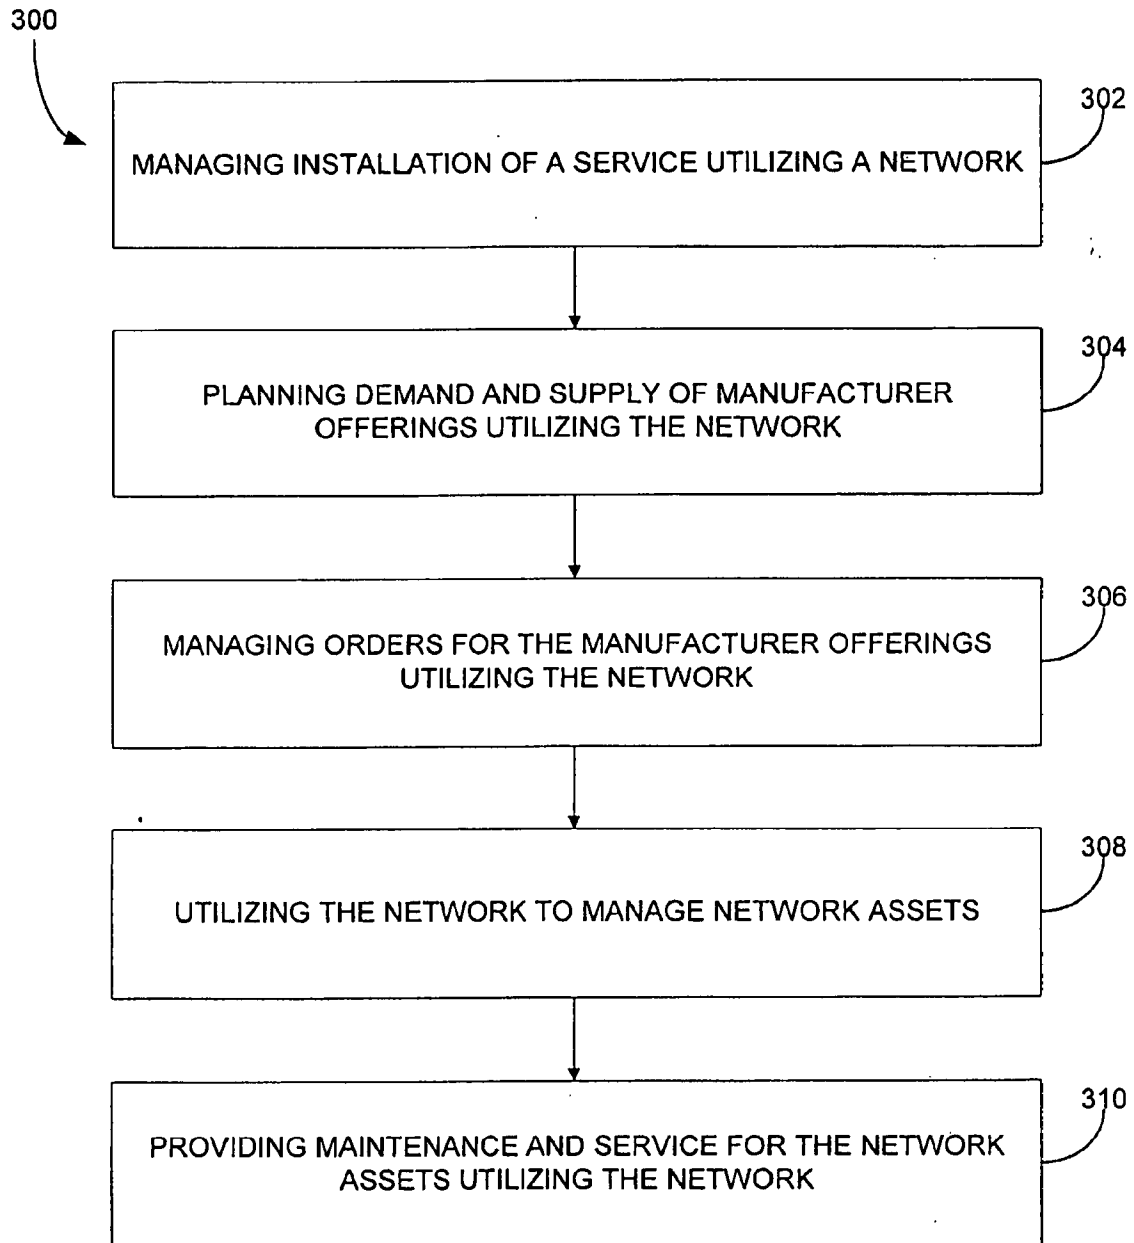 300
302
MANAGING INSTALLATION OF A SERVICE UTILIZING A NETWORK
304
PLANNING DEMAND AND SUPPLY OF MANUFACTURER
OFFERINGS UTILIZING THE NETWORK
306
MANAGING ORDERS FOR THE MANUFACTURER OFFERINGS
UTILIZING THE NETWORK
308
UTILIZING THE NETWORK TO MANAGE NETWORK ASSETS
310
PROVIDING MAINTENANCE AND SERVICE FOR THE NETWORK
ASSETS UTILIZING THE NETWORK